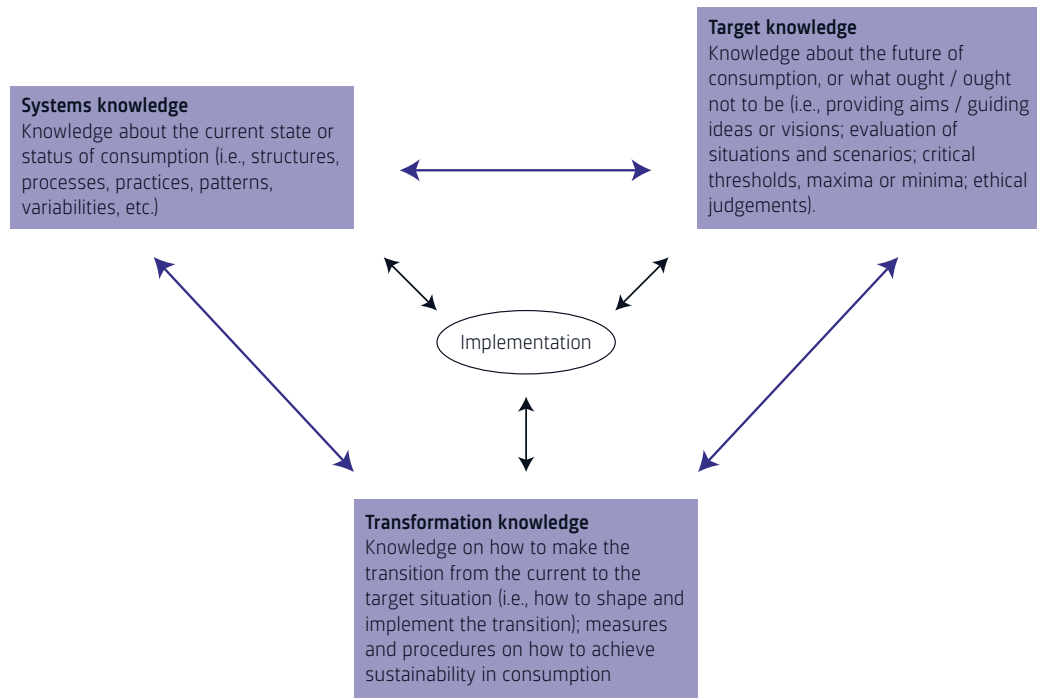 Target knowledge
Knowledge about the future of
consumption, or what ought / ought
not to be (i.e., providing aims / guiding
ideas or visions; evaluation of
situations and scenarios; critical
thresholds, maxima or minima; ethical
judgements).
Systems knowledge
Knowledge about the current state or
status of consumption (i.e., structures,
processes, practices, patterns,
variabilities, etc.)
Implementation
Transformation knowledge
Knowledge on how to make the
transition from the current to the
target situation (i.e., how to shape and
implement the transition); measures
and procedures on how to achieve
sustainability in consumption